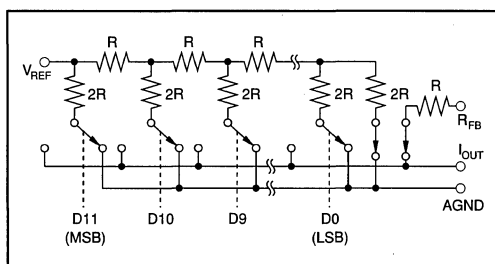 R R R
V_REF
2R 2R 2R 2R 2R R
R_FB
I_OUT
AGND
D11 D10 D9 D0
(MSB) (LSB)